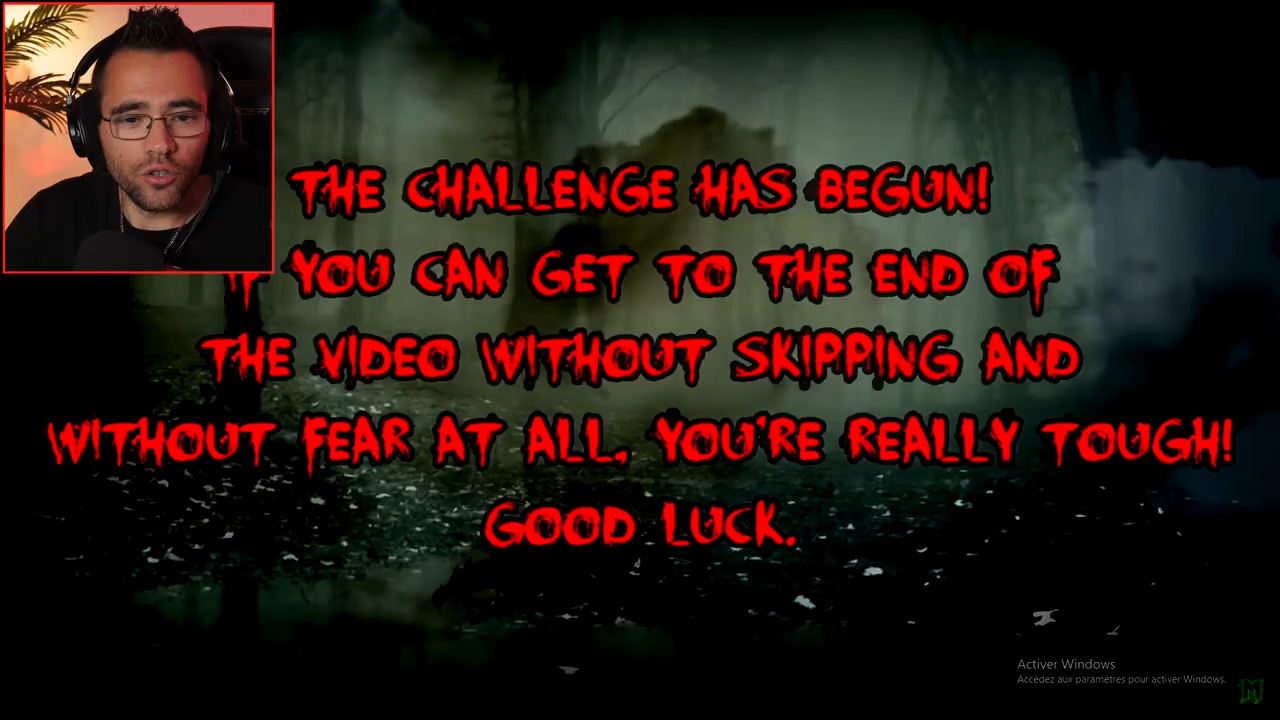 THE CHALLENGE HAS BEGUN!
IF YOU CAN GET TO THE END OF
THE VIDEO WITHOUT SKIPPING AND
WITHOUT FEAR AT ALL, YOU'RE REALLY TOUGH!
GOOD LUCK.
Activer Windows
Accédez aux paramètres pour activer Windows.
M